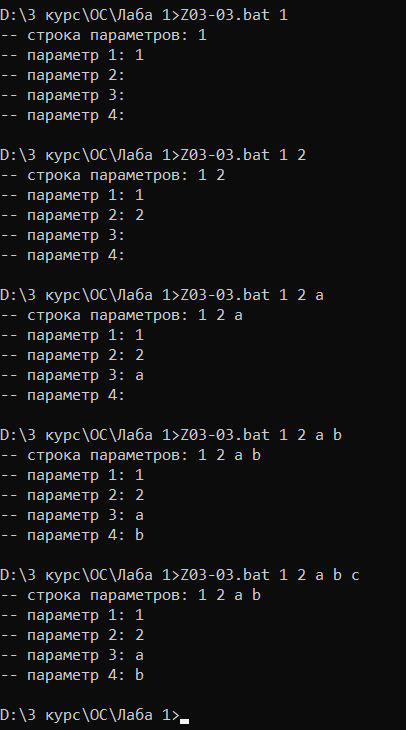 D:\3 курс\ОС\Лаба 1>Z03-03.bat 1
-- строка параметров: 1
-- параметр 1: 1
-- параметр 2:
-- параметр 3:
-- параметр 4:
D:\3 курс\ОС\Лаба 1>Z03-03.bat 1 2
-- строка параметров: 1 2
-- параметр 1: 1
-- параметр 2: 2
-- параметр 3:
-- параметр 4:
D:\3 курс\ОС\Лаба 1>Z03-03.bat 1 2 a
-- строка параметров: 1 2 a
-- параметр 1: 1
-- параметр 2: 2
-- параметр 3: a
-- параметр 4:
D:\3 курс\ОС\Лаба 1>Z03-03.bat 1 2 a b
-- строка параметров: 1 2 a b
-- параметр 1: 1
-- параметр 2: 2
-- параметр 3: a
-- параметр 4: b
D:\3 курс\ОС\Лаба 1>Z03-03.bat 1 2 a b c
-- строка параметров: 1 2 a b
-- параметр 1: 1
-- параметр 2: 2
-- параметр 3: a
-- параметр 4: b
D:\3 курс\ОС\Лаба 1>